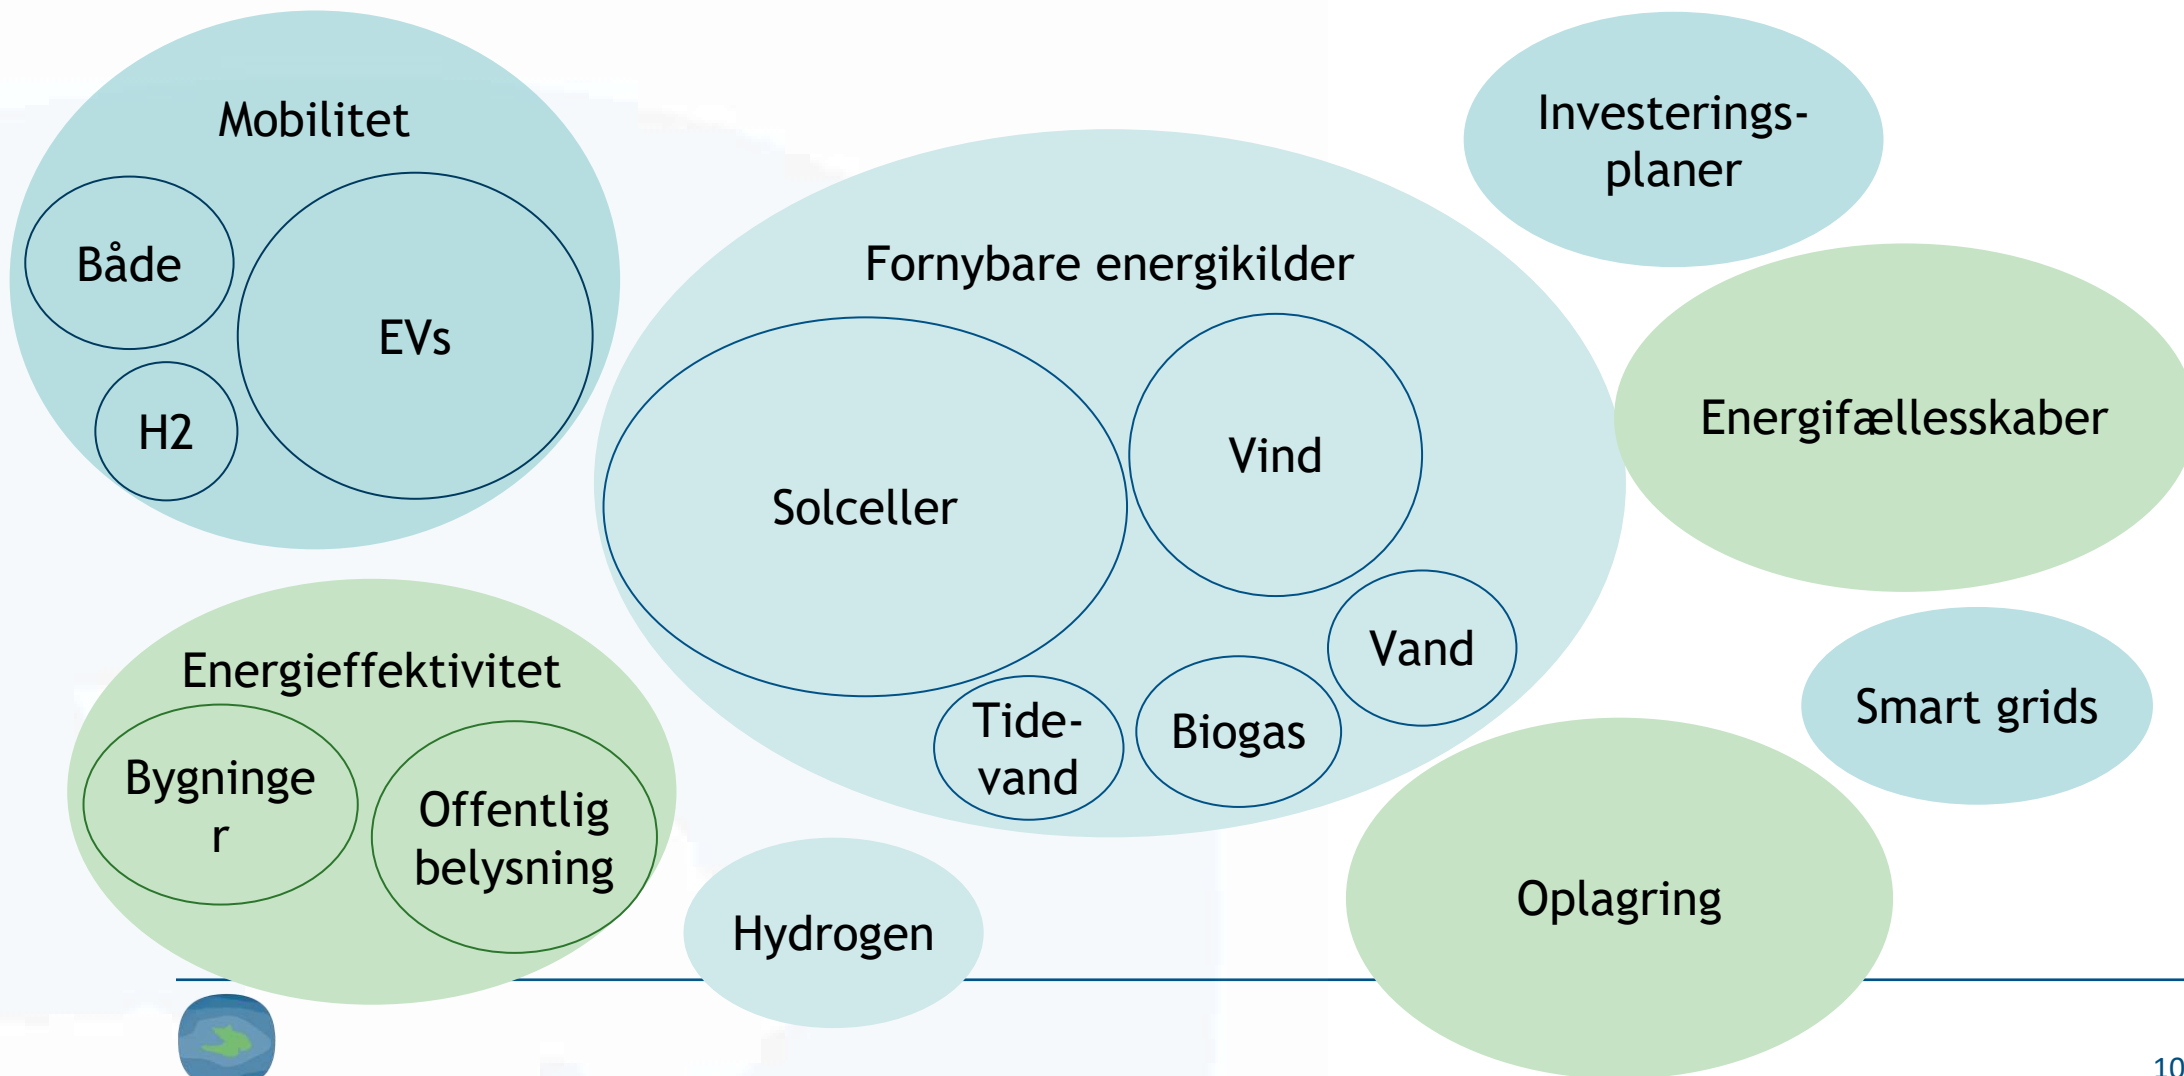 Mobilitet
Både
EVs
H2
Fornybare energikilder
Solceller
Vind
Vand
Tide-
vand
Biogas
Investerings-
planer
Energifællesskaber
Smart grids
Energieffektivitet
Bygninge
r
Offentlig
belysning
Hydrogen
Oplagring
10